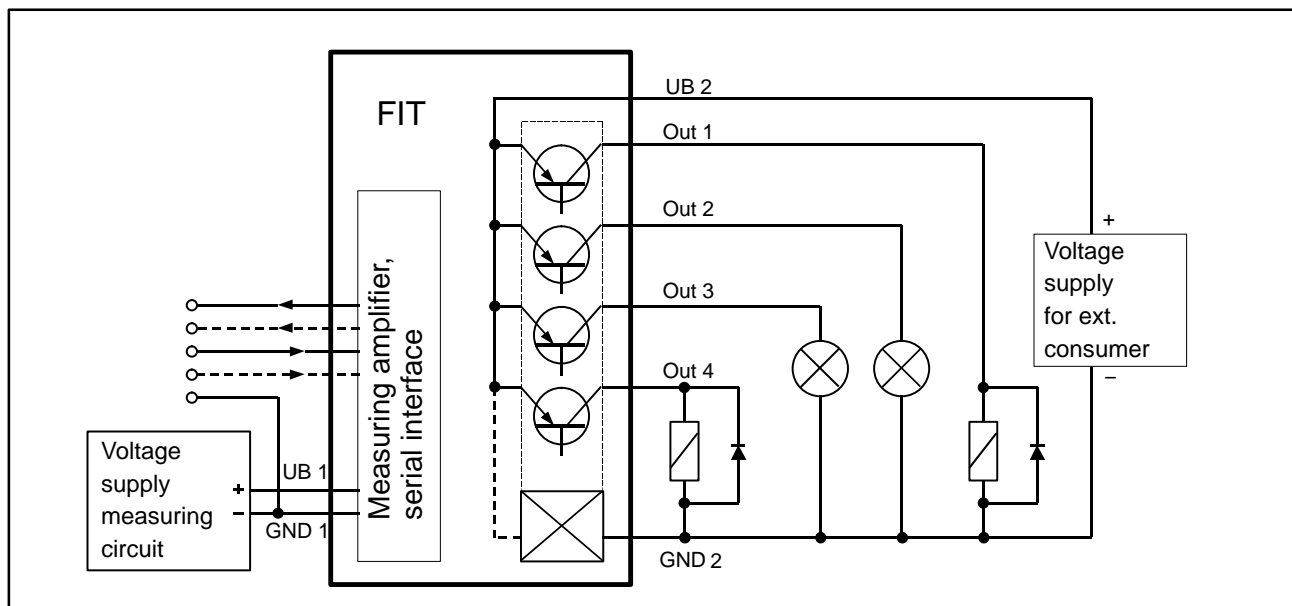 FIT
UB 2
Out 1
Out 2
Out 3
Out 4
GND 2
+
Voltage
supply
for ext.
consumer
–
Measuring amplifier,
serial interface
Voltage
supply
measuring
circuit
+
–
UB 1
GND 1